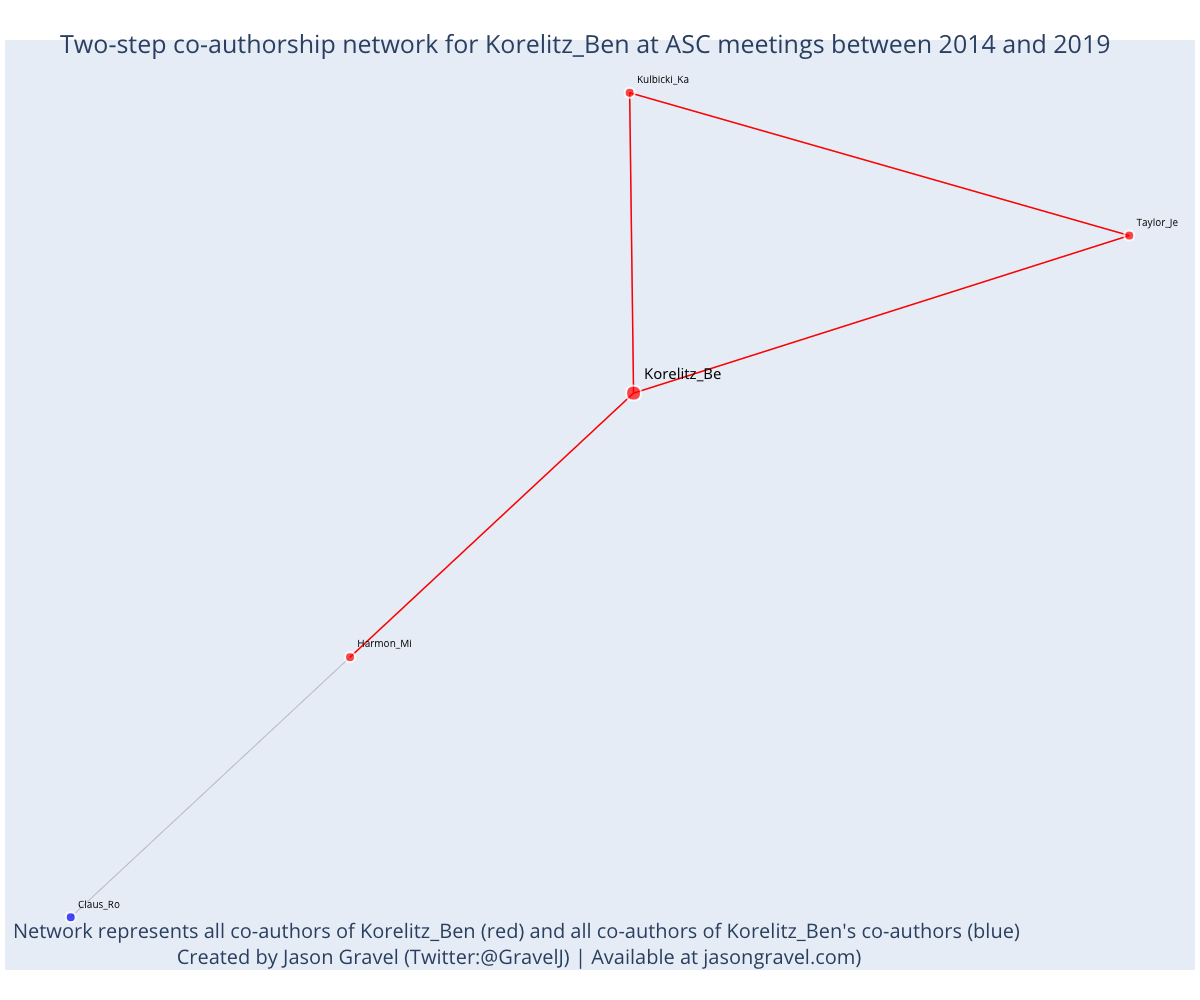 Two-step co-authorship network for Korelitz_Ben at ASC meetings between 2014 and 2019
Kulbicki_Ka
Taylor_Je
Korelitz_Be
Harmon_Mi
Claus_Ro
Network represents all co-authors of Korelitz_Ben (red) and all co-authors of Korelitz_Ben's co-authors (blue)
Created by Jason Gravel (Twitter:@GravelJ) | Available at jasongravel.com)